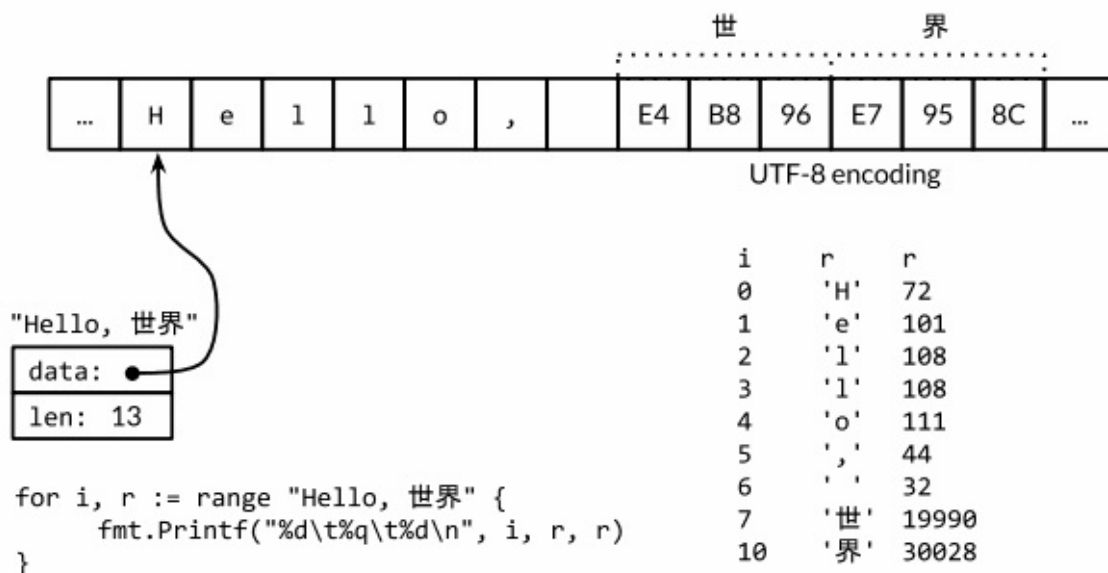 世 界
… H e l l o , E4 B8 96 E7 95 8C …
UTF-8 encoding
"Hello, 世界"
data:
len: 13
for i, r := range "Hello, 世界" {
fmt.Printf("%d\t%q\t%d\n", i, r, r)
}
i r r
0 'H' 72
1 'e' 101
2 'l' 108
3 'l' 108
4 'o' 111
5 ',' 44
6 ' ' 32
7 '世' 19990
10 '界' 30028